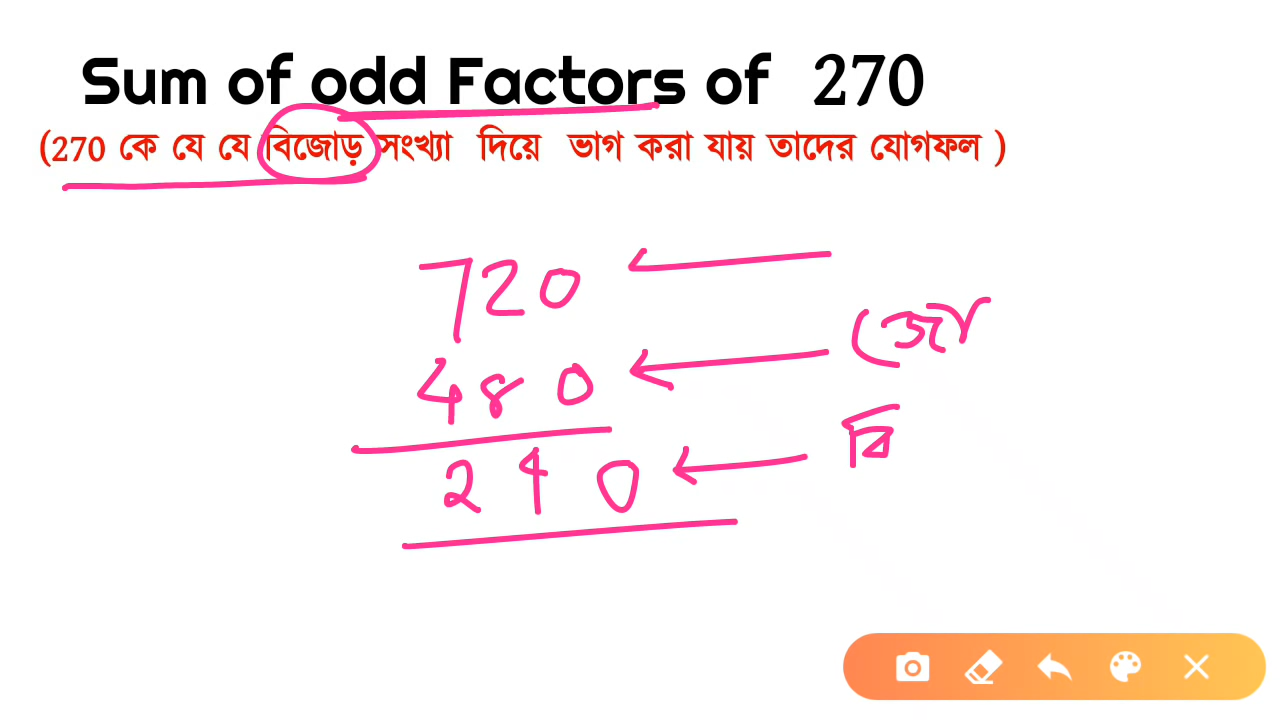 Sum of odd Factors of 270
(270 কে যে যে বিজোড় সংখ্যা দিয়ে ভাগ করা যায় তাদের যোগফল )
720
জো
480
বি
240